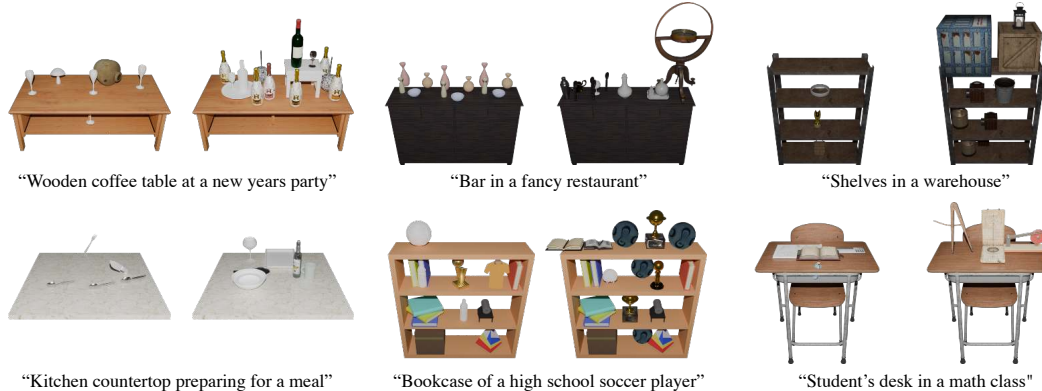 “Wooden coffee table at a new years party”
“Bar in a fancy restaurant”
“Shelves in a warehouse”
“Kitchen countertop preparing for a meal”
“Bookcase of a high school soccer player”
“Student’s desk in a math class"